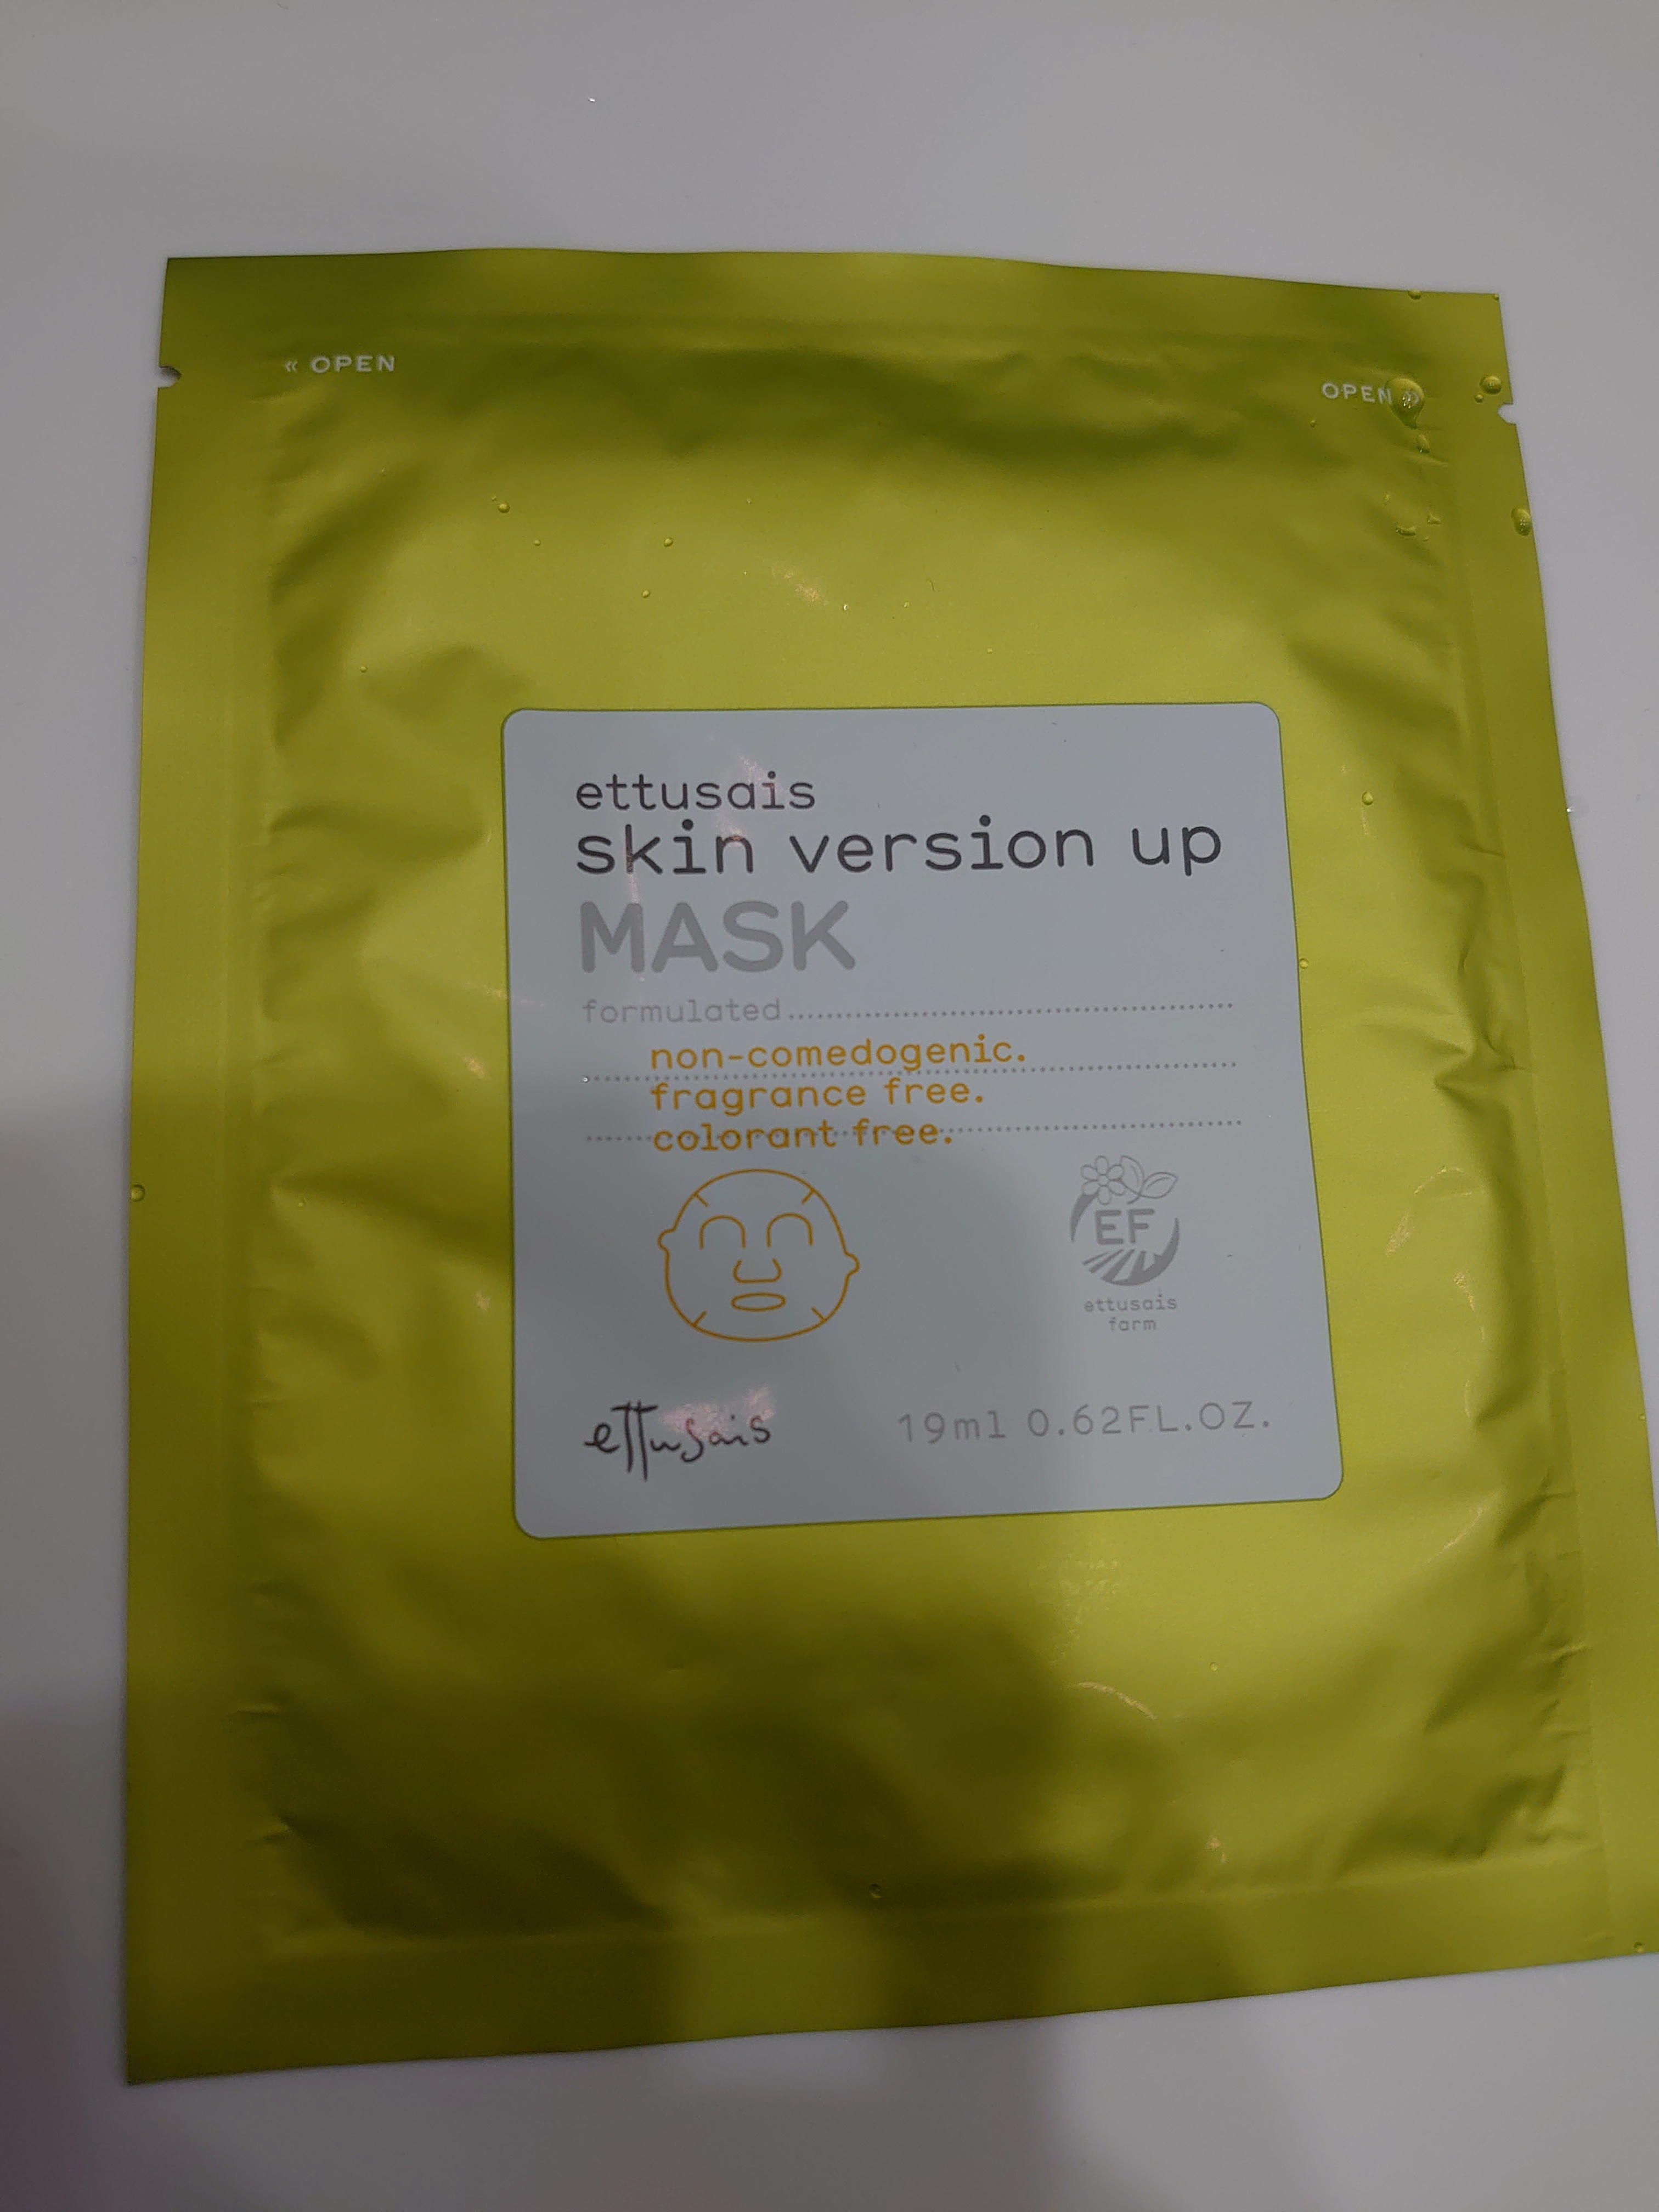 « OPEN
OPEN »
ettusais
skin version up
MASK
formulated
non-comedogenic.
fragrance free.
colorant free.
EF
ettusais
farm
ettusais
19ml 0.62FL.OZ.